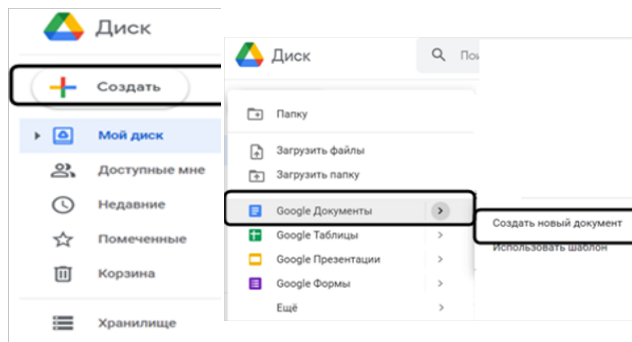 Диск
Создать
Мой диск
Доступные мне
Недавние
Помеченные
Корзина
Хранилище
Диск
Пои
Папку
Загрузить файлы
Загрузить папку
Google Документы
Google Таблицы
Google Презентации
Google Формы
Ещё
Создать новый документ
Использовать шаблон